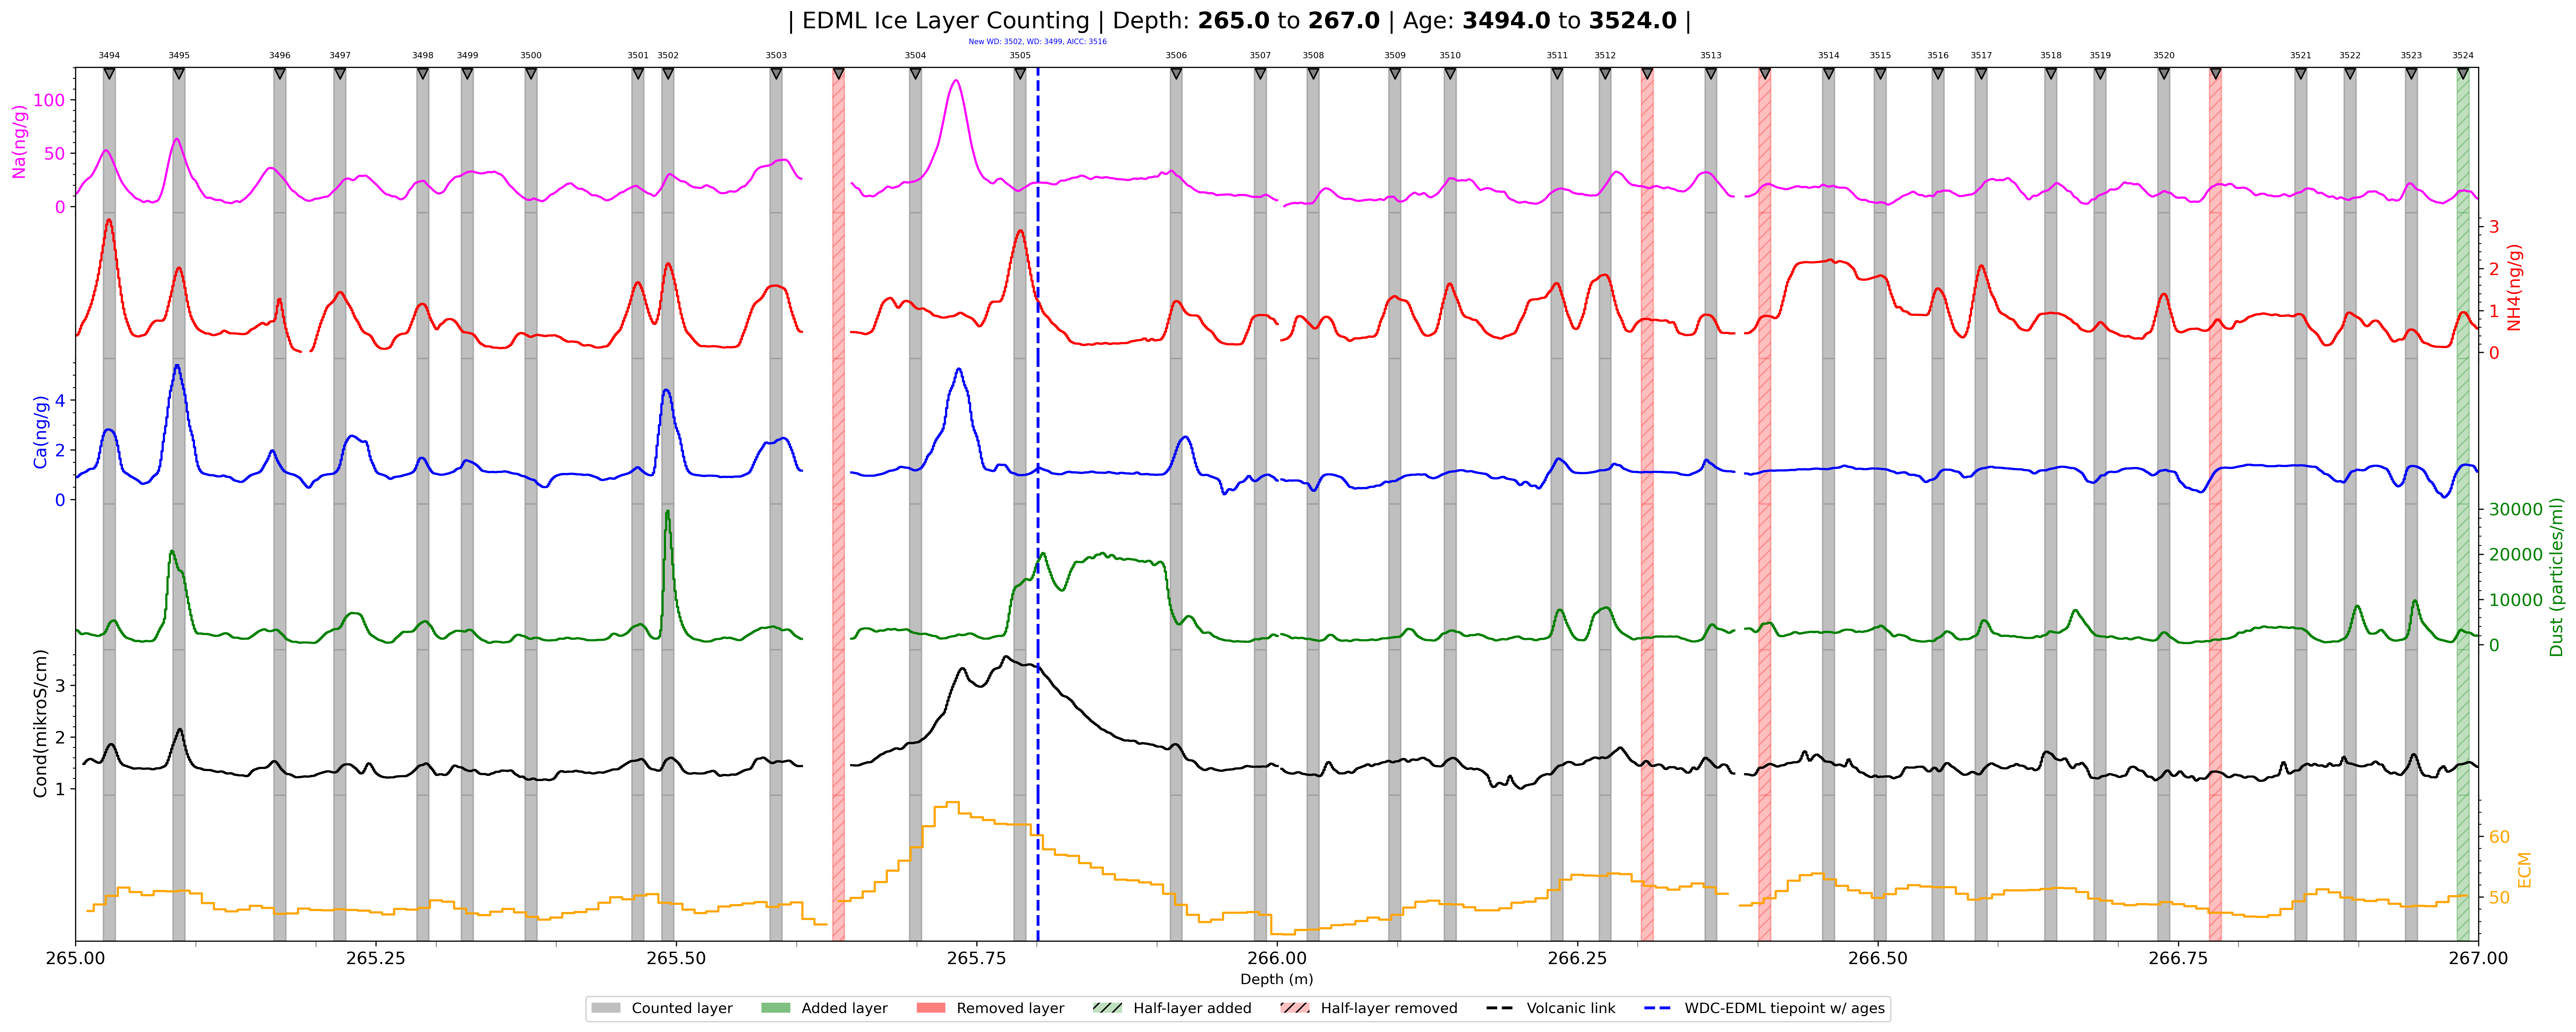 | EDML Ice Layer Counting | Depth: 265.0 to 267.0 | Age: 3494.0 to 3524.0 |
New WD: 3502, WD: 3499, AICC: 3516
3494 3495 3496 3497 3498 3499 3500 3501 3502 3503 3504 3505 3506 3507 3508 3509 3510 3511 3512 3513 3514 3515 3516 3517 3518 3519 3520 3521 3522 3523 3524
Na(ng/g)
100
50
0
NH4(ng/g)
3
2
1
0
Ca(ng/g)
4
2
0
Dust (particles/ml)
30000
20000
10000
0
Cond(mikroS/cm)
3
2
1
ECM
60
50
265.00 265.25 265.50 265.75 266.00 266.25 266.50 266.75 267.00
Depth (m)
Counted layer Added layer Removed layer Half-layer added Half-layer removed Volcanic link WDC-EDML tiepoint w/ ages